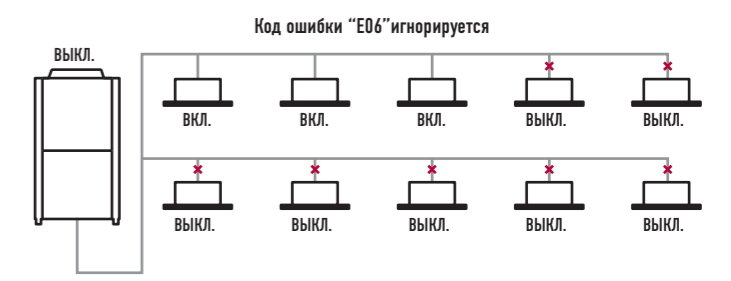 Код ошибки “E06”игнорируется
ВЫКЛ.
ВКЛ. ВКЛ. ВКЛ. ВЫКЛ. ВЫКЛ.
ВЫКЛ. ВЫКЛ. ВЫКЛ. ВЫКЛ. ВЫКЛ.